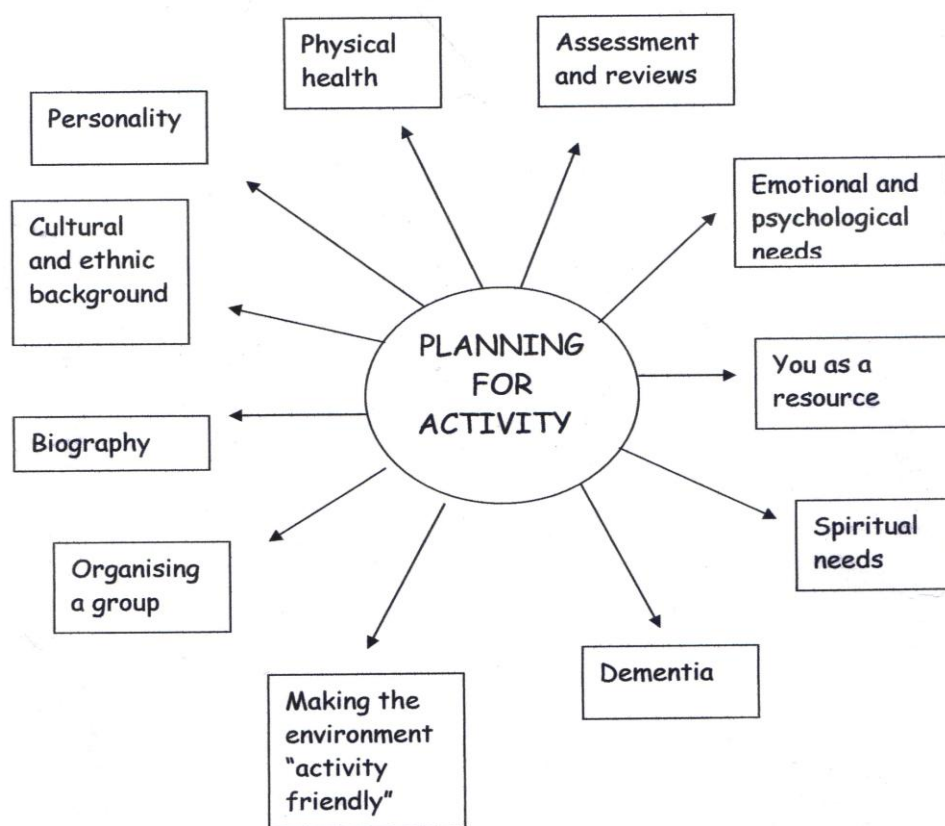 Physical
health
Assessment
and reviews
Personality
Emotional and
psychological
needs
Cultural
and ethnic
background
PLANNING
FOR
ACTIVITY
You as a
resource
Biography
Spiritual
needs
Organising
a group
Dementia
Making the
environment
"activity
friendly"